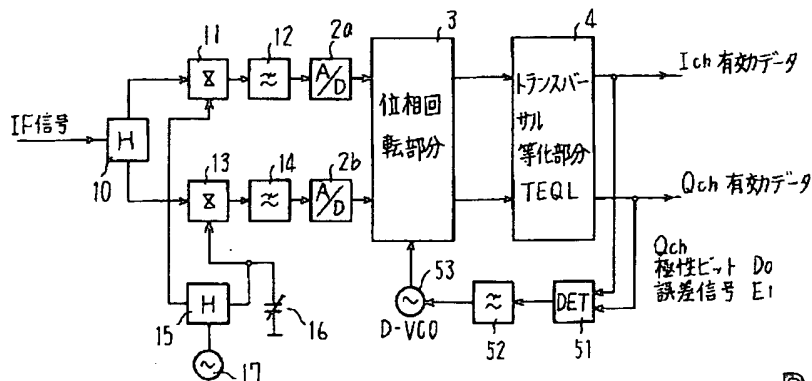 11
12
2a
3
4
A/D
Ich 有効データ
IF信号
H
10
位相回
転部分
トランスバー
サル
等化部分
TEQL
13
14
2b
A/D
Qch 有効データ
53
D-VCO
Qch
極性ビット D0
誤差信号 E1
H
15
16
17
52
DET
51